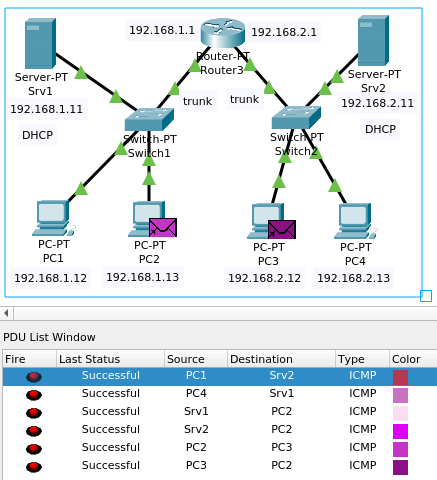 192.168.1.1
192.168.2.1
Router-PT
Router3
Server-PT
Srv1
Server-PT
Srv2
192.168.1.11
192.168.2.11
trunk
trunk
DHCP
DHCP
Switch-PT
Switch1
Switch-PT
Switch2
PC-PT
PC1
PC-PT
PC2
PC-PT
PC3
PC-PT
PC4
192.168.1.12
192.168.1.13
192.168.2.12
192.168.2.13
PDU List Window
Fire Last Status Source Destination Type Color
Successful PC1 Srv2 ICMP
Successful PC4 Srv1 ICMP
Successful Srv1 PC2 ICMP
Successful Srv2 PC2 ICMP
Successful PC2 PC3 ICMP
Successful PC3 PC2 ICMP